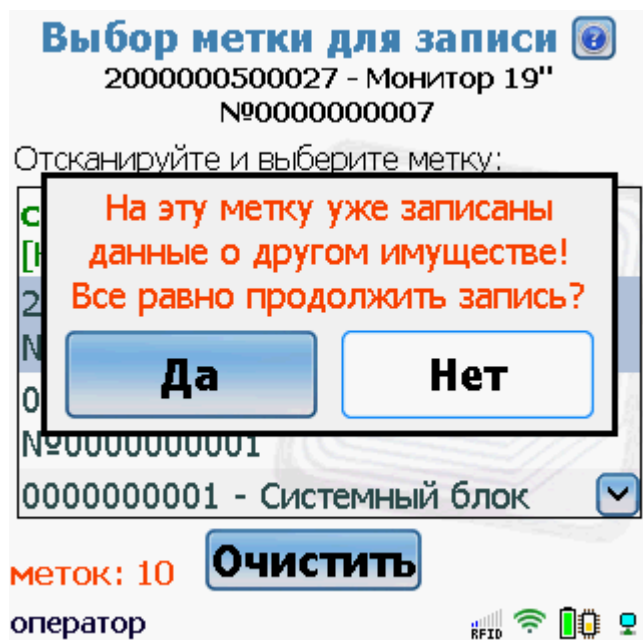 Выбор метки для записи
2000000500027 - Монитор 19"
№0000000007
Отсканируйте и выберите метку:
На эту метку уже записаны
данные о другом имуществе!
Все равно продолжить запись?
Да
Нет
№0000000001
0000000001 - Системный блок
меток: 10
Очистить
оператор
RFID